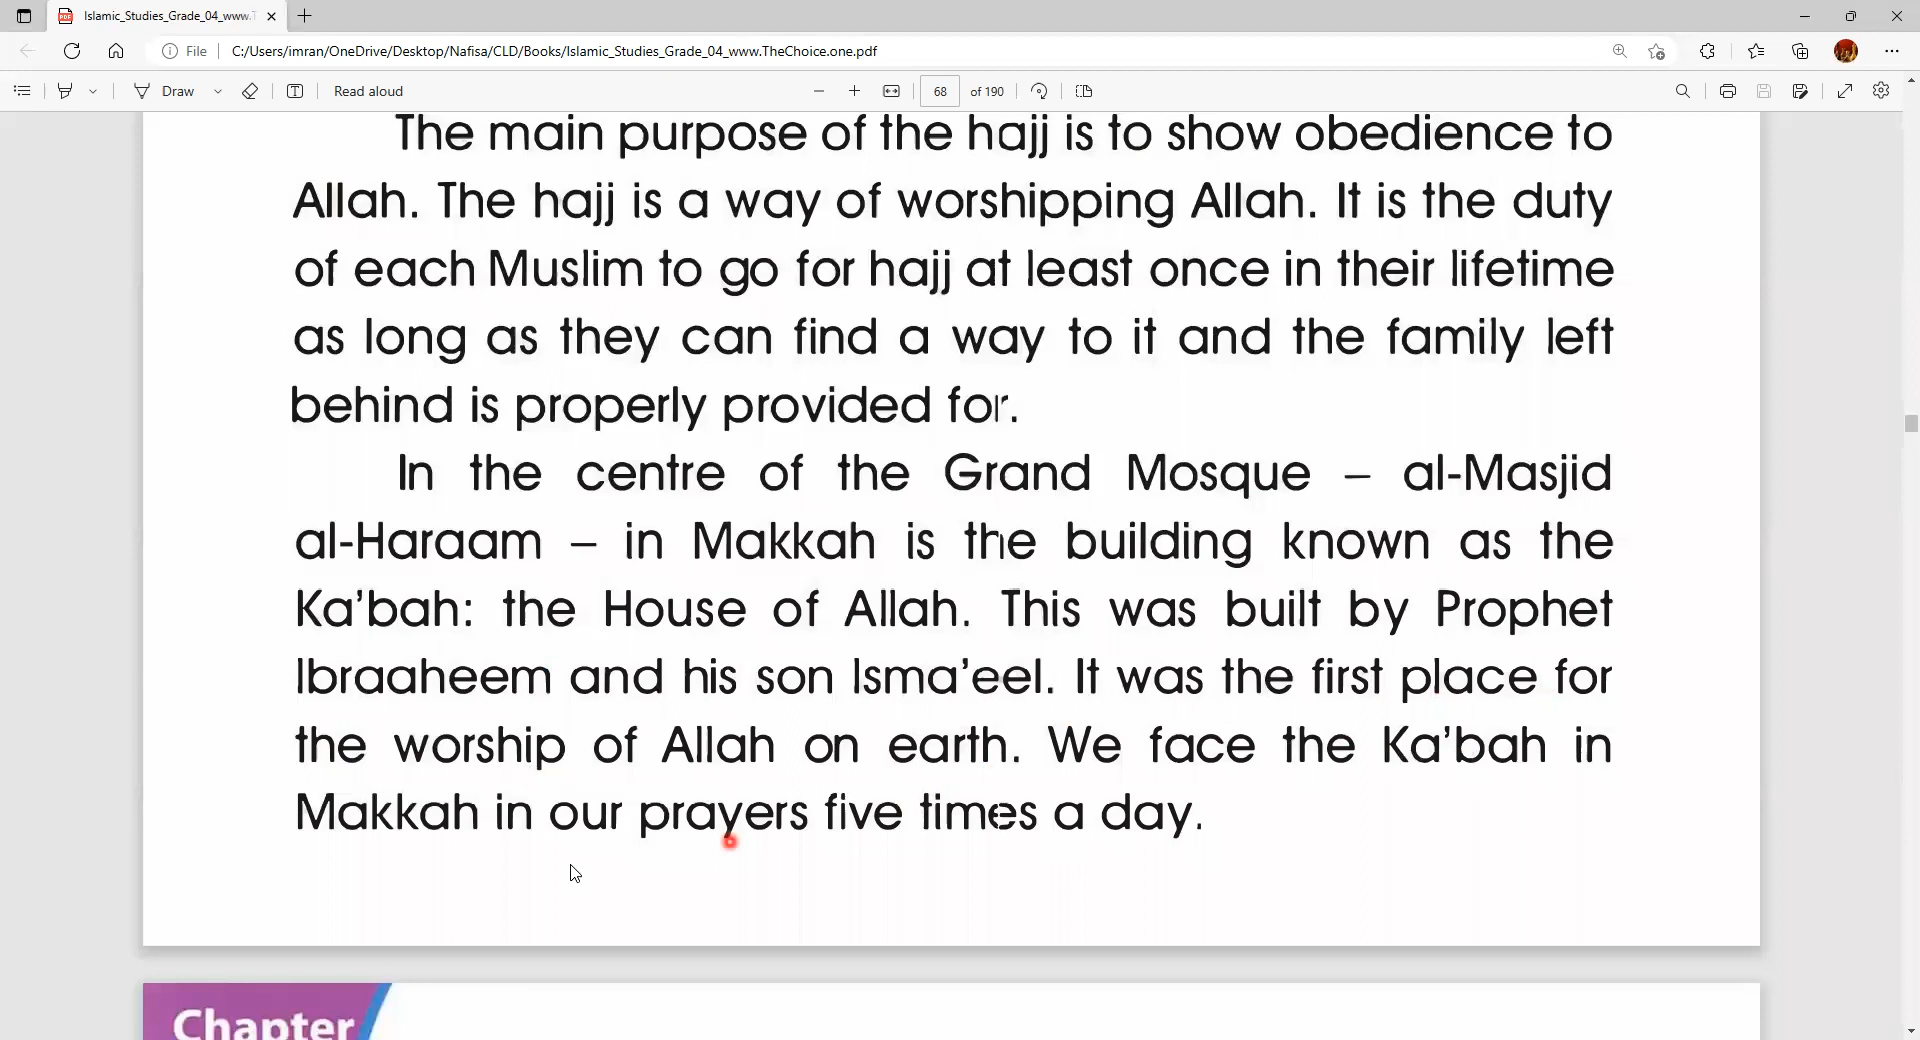 Islamic_Studies_Grade_04_www.T
File
C:/Users/imran/OneDrive/Desktop/Nafisa/CLD/Books/Islamic_Studies_Grade_04_www.TheChoice.one.pdf
Draw
Read aloud
68 of 190
The main purpose of the hajj is to show obedience to
Allah. The hajj is a way of worshipping Allah. It is the duty
of each Muslim to go for hajj at least once in their lifetime
as long as they can find a way to it and the family left
behind is properly provided for.
In the centre of the Grand Mosque – al-Masjid
al-Haraam – in Makkah is the building known as the
Ka’bah: the House of Allah. This was built by Prophet
Ibraaheem and his son Isma’eel. It was the first place for
the worship of Allah on earth. We face the Ka’bah in
Makkah in our prayers five times a day.
Chapter